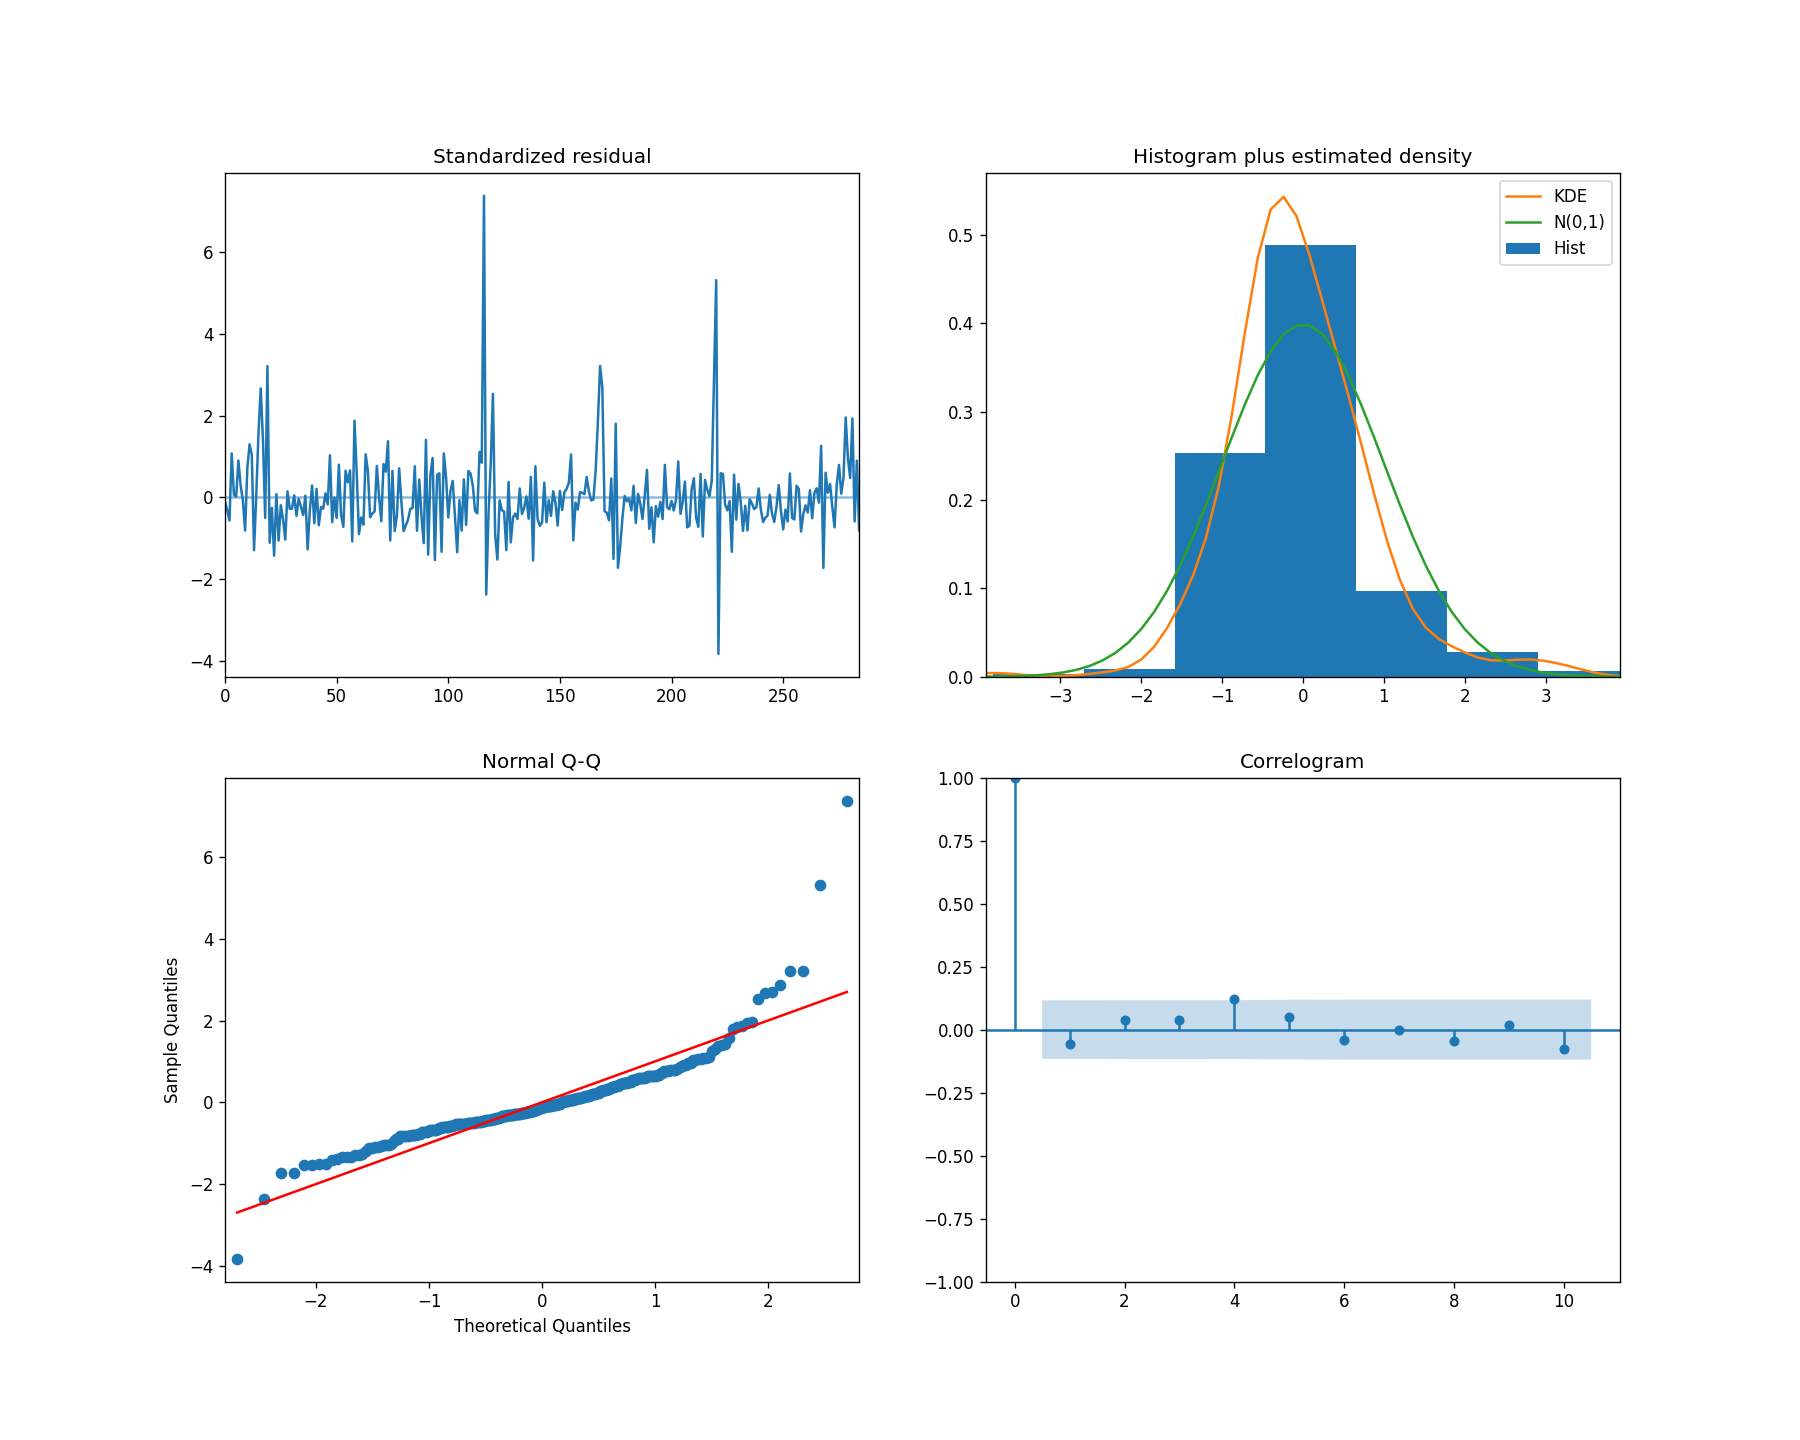 Standardized residual
6
4
2
0
−2
−4
0 50 100 150 200 250
Histogram plus estimated density
KDE
N(0,1)
Hist
0.5
0.4
0.3
0.2
0.1
0.0
−3 −2 −1 0 1 2 3
Normal Q-Q
Sample Quantiles
6
4
2
0
−2
−4
−2 −1 0 1 2
Theoretical Quantiles
Correlogram
1.00
0.75
0.50
0.25
0.00
−0.25
−0.50
−0.75
−1.00
0 2 4 6 8 10